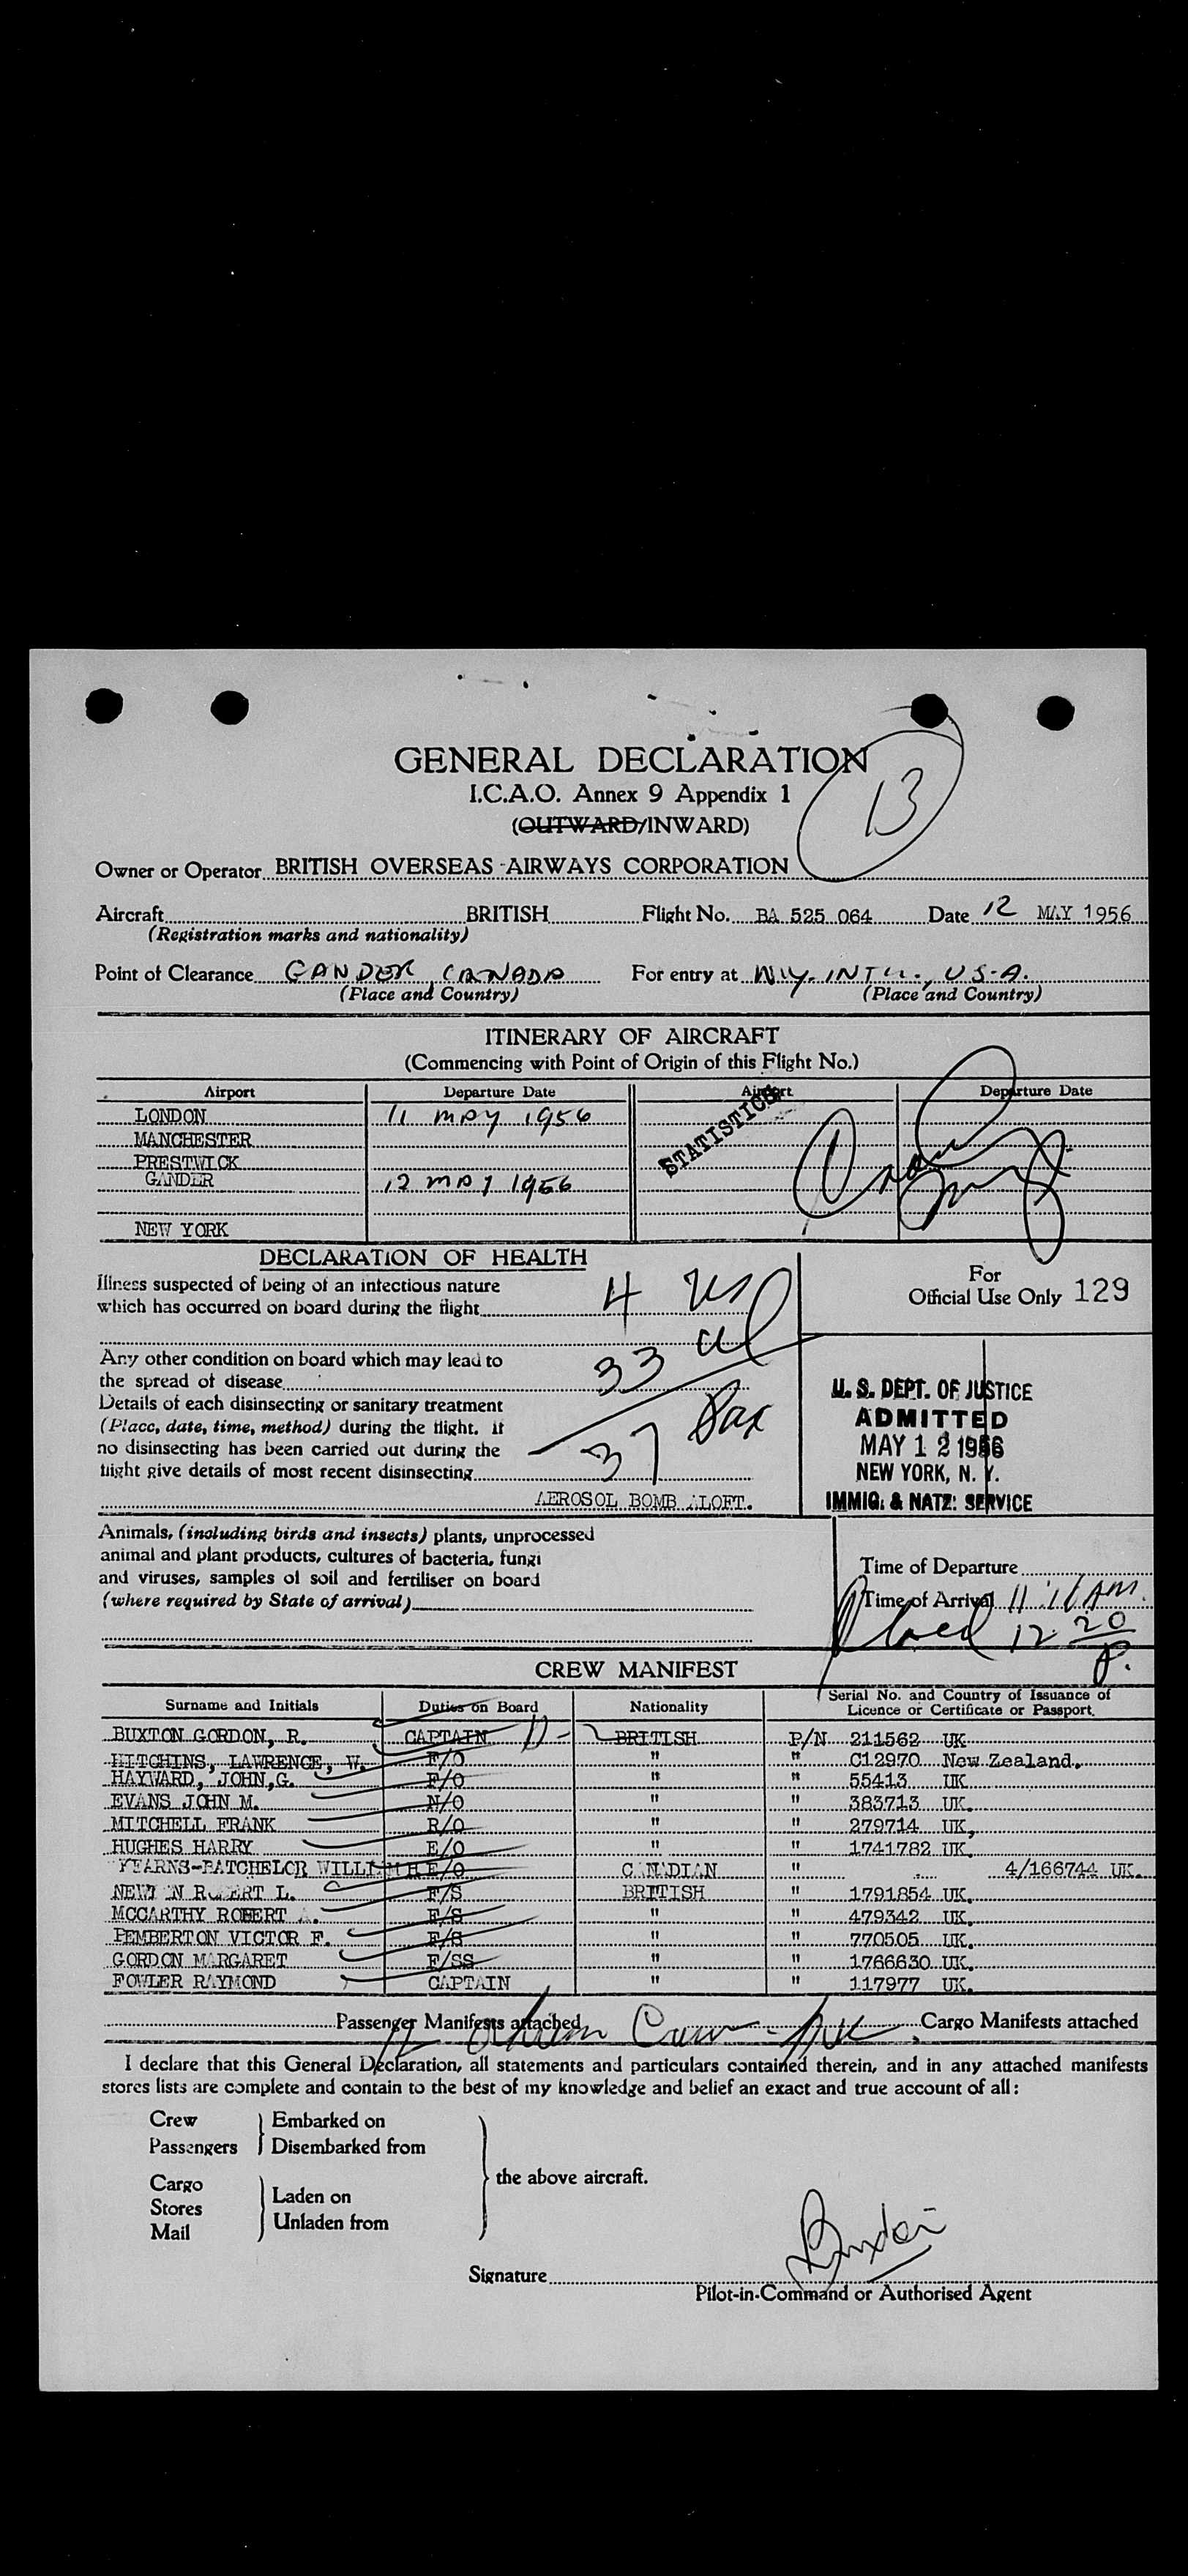 GENERAL DECLARATION
13
I.C.A.O. Annex 9 Appendix 1
(OUTWARD/INWARD)
Owner or Operator BRITISH OVERSEAS AIRWAYS CORPORATION
Aircraft BRITISH Flight No. BA 525 064 Date 12 MAY 1956
(Registration marks and nationality)
Point of Clearance GANDER CANADA For entry at N.Y. INTL., U.S.A.
(Place and Country) (Place and Country)
ITINERARY OF AIRCRAFT
(Commencing with Point of Origin of this Flight No.)
Airport Departure Date Airport Departure Date
LONDON 11 MAY 1956
MANCHESTER
STATISTICS
PRESTWICK
GANDER 12 MAY 1956
NEW YORK
DECLARATION OF HEALTH
Illness suspected of being of an infectious nature
which has occurred on board during the flight 4 us
For
Official Use Only 129
Any other condition on board which may lead to
the spread of disease 33 al
Details of each disinsecting or sanitary treatment
(Place, date, time, method) during the flight. If
no disinsecting has been carried out during the
flight give details of most recent disinsecting
37 Pax
AEROSOL BOMB ALOFT.
U. S. DEPT. OF JUSTICE
ADMITTED
MAY 12 1956
NEW YORK, N. Y.
IMMIG. & NATZ. SERVICE
Animals, (including birds and insects) plants, unprocessed
animal and plant products, cultures of bacteria, fungi
and viruses, samples of soil and fertiliser on board
(where required by State of arrival)
Time of Departure
Time of Arrival 11:11 AM.
12 20
P.
CREW MANIFEST
Surname and Initials Duties on Board Nationality Serial No. and Country of Issuance of Licence or Certificate or Passport.
BUXTON GORDON, R. CAPTAIN BRITISH P/N 211562 UK
HITCHINS, LAWRENCE, W. F/O " " C12970 New Zealand.
HAYWARD, JOHN,G. F/O " " 55413 UK
EVANS JOHN M. N/O " " 383713 UK.
MITCHELL FRANK R/O " " 279714 UK,
HUGHES HARRY E/O " " 1741782 UK.
KEARNS-BATCHELOR WILLIAM H E/O CANADIAN " 4/166744 UK.
NEWTON ROBERT L. F/S BRITISH " 1791854 UK.
MCCARTHY ROBERT A. F/S " " 479342 UK.
PEMBERTON VICTOR F. F/S " " 770505 UK.
GORDON MARGARET F/SS " " 1766630 UK.
FOWLER RAYMOND CAPTAIN " " 117977 UK.
Passenger Manifests attached Cargo Manifests attached
12 Crew
I declare that this General Declaration, all statements and particulars contained therein, and in any attached manifests
stores lists are complete and contain to the best of my knowledge and belief an exact and true account of all:
Crew
Passengers
Embarked on
Disembarked from
Cargo
Stores
Mail
Laden on
Unladen from
the above aircraft.
Signature Buxton
Pilot-in-Command or Authorised Agent